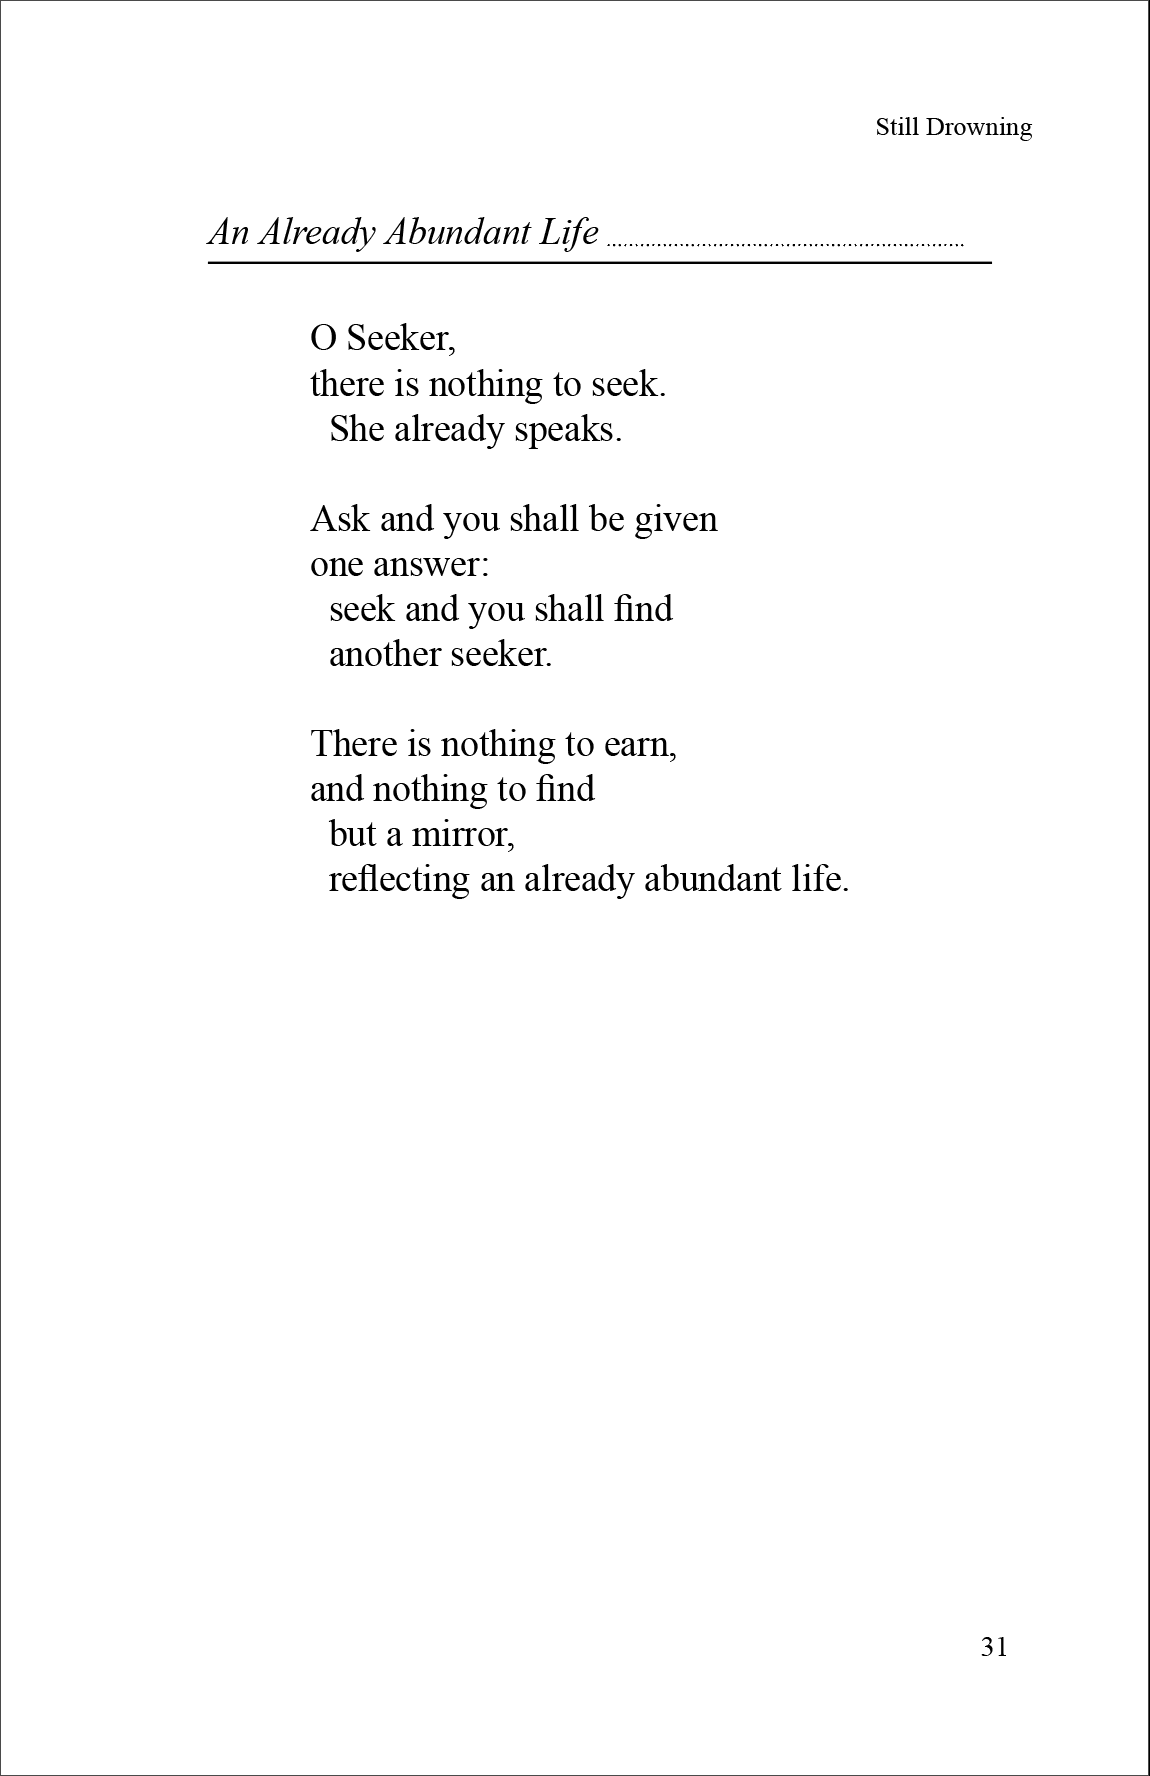 Still Drowning
An Already Abundant Life ................................................................
O Seeker,
there is nothing to seek.
She already speaks.
Ask and you shall be given
one answer:
seek and you shall find
another seeker.
There is nothing to earn,
and nothing to find
but a mirror,
reflecting an already abundant life.
31